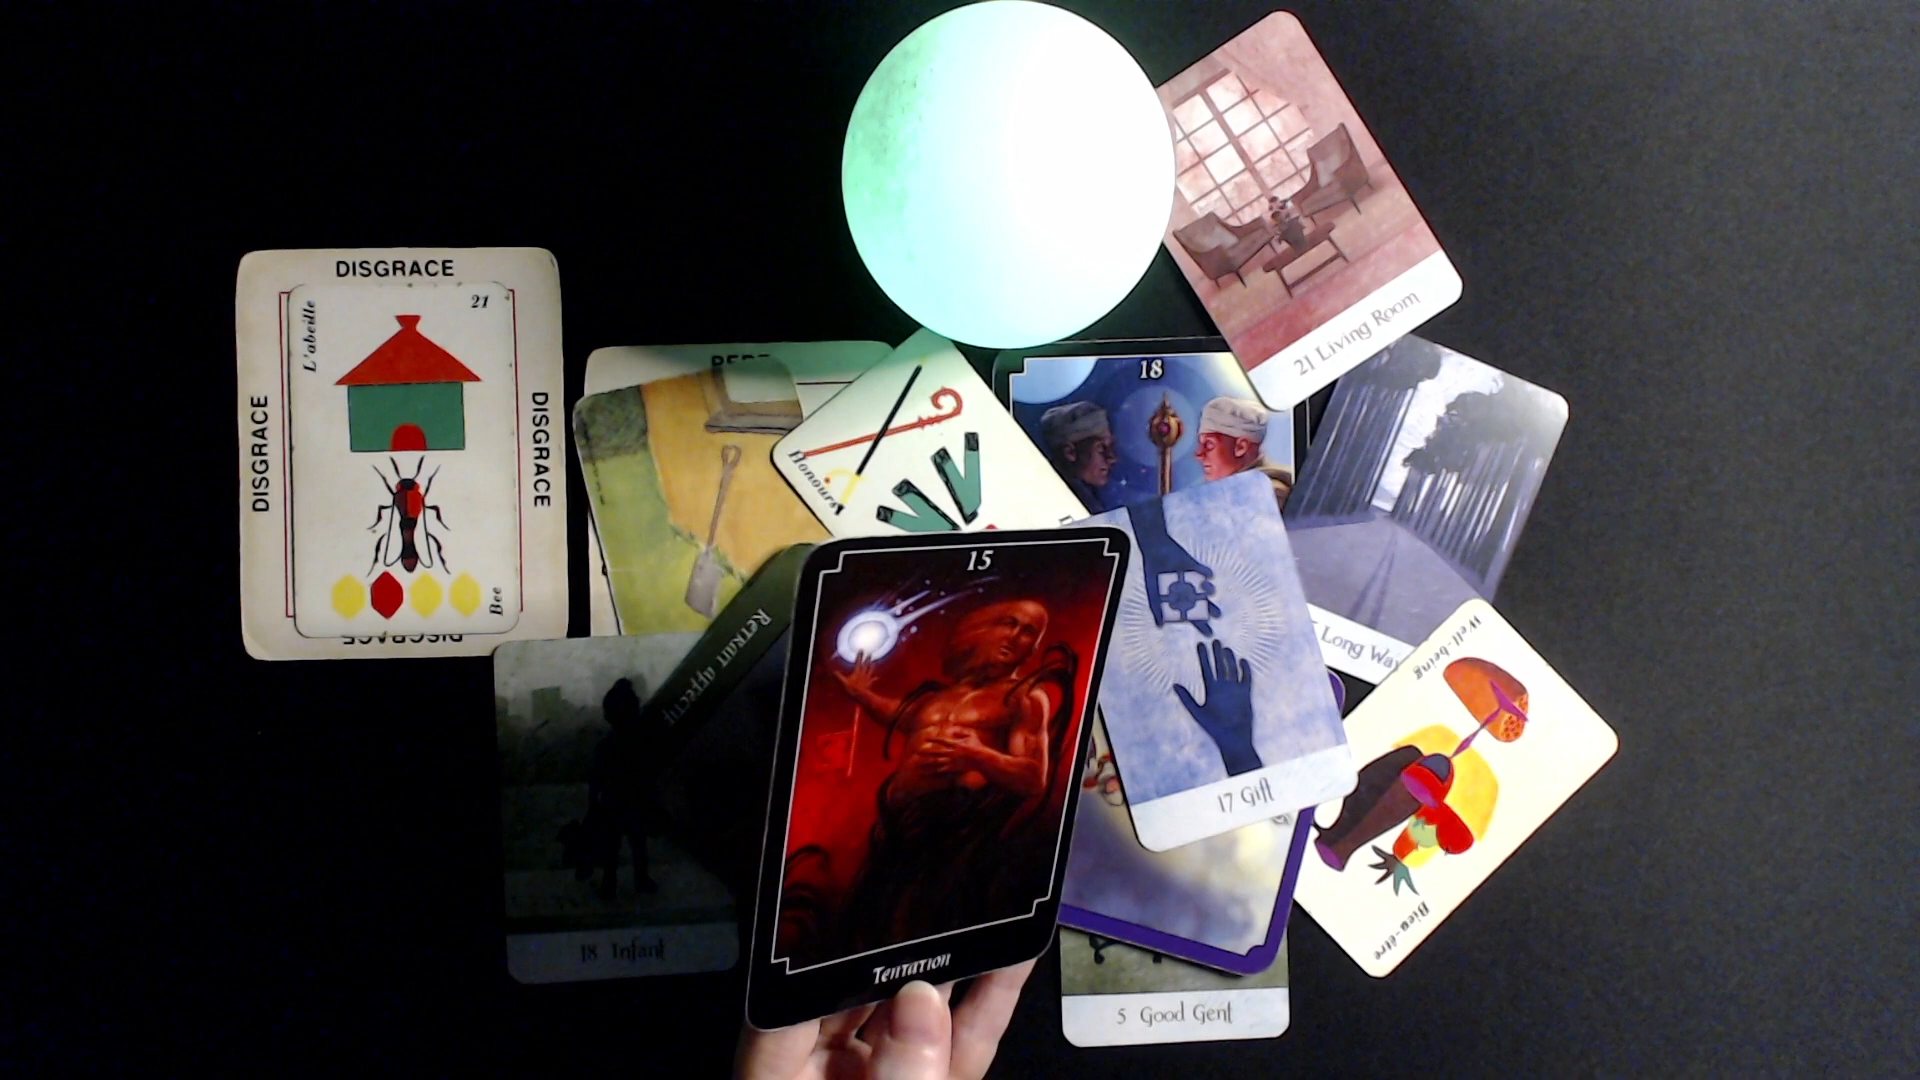 DISGRACE
DISGRACE
DISGRACE
DISGRACE
L'abeille
21
Bee
Honours
18
21 Living Room
Long
Retrait affectif
15
Tentation
17 Gift
Well-being
Bien-être
18 Infant
5 Good Gent